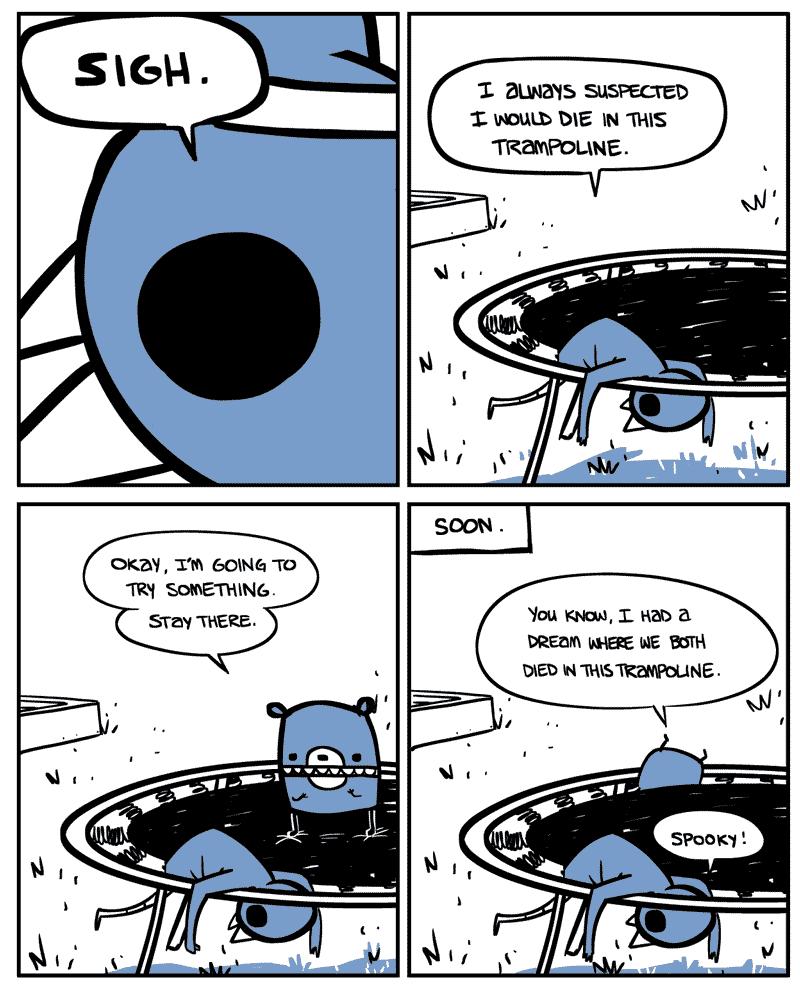 SIGH.
I ALWAYS SUSPECTED
I WOULD DIE IN THIS
TRAMPOLINE.
OKAY, I'M GOING TO
TRY SOMETHING.
STAY THERE.
SOON.
YOU KNOW, I HAD A
DREAM WHERE WE BOTH
DIED IN THIS TRAMPOLINE.
SPOOKY!